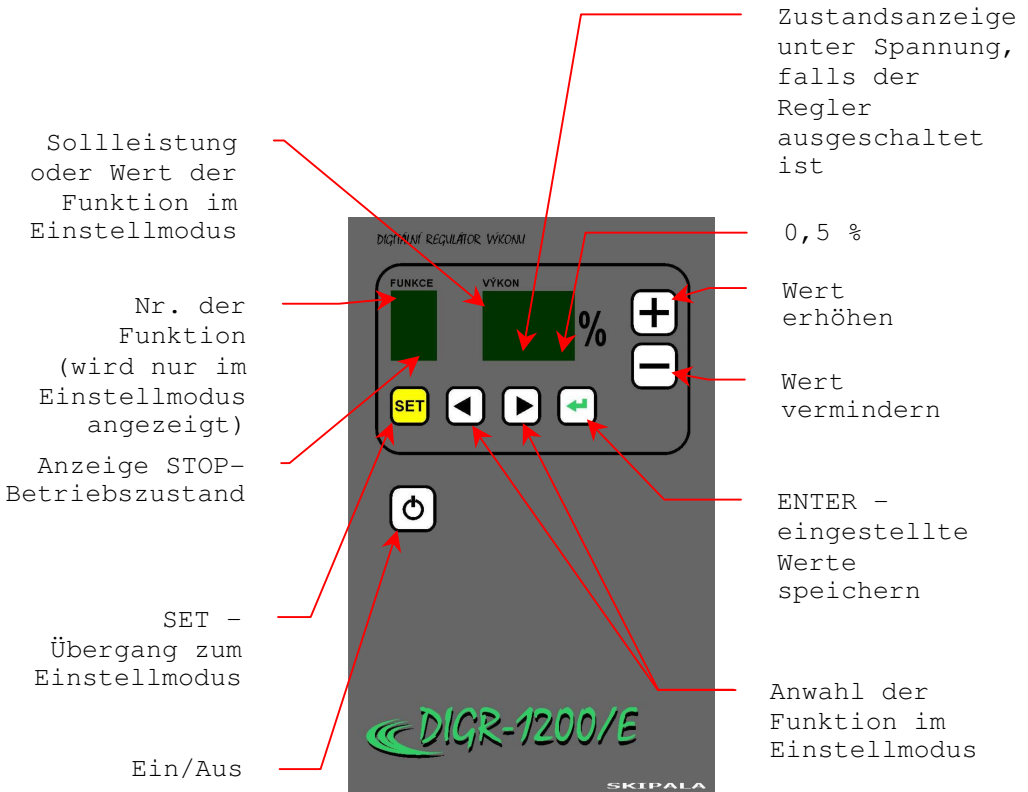 Zustandsanzeige
unter Spannung,
falls der
Regler
ausgeschaltet
ist
Sollleistung
oder Wert der
Funktion im
Einstellmodus
DIGITÁLNÍ REGULÁTOR VÝKONU
0,5 %
FUNKCE
VÝKON
%
Nr. der
Funktion
(wird nur im
Einstellmodus
angezeigt)
Wert
erhöhen
Wert
vermindern
SET
Anzeige STOP-
Betriebszustand
ENTER -
eingestellte
Werte
speichern
SET -
Übergang zum
Einstellmodus
Anwahl der
Funktion im
Einstellmodus
DIGR-1200/E
Ein/Aus
SKIPALA